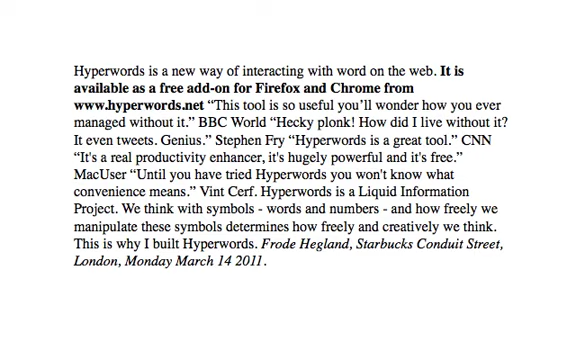 Hyperwords is a new way of interacting with word on the web. It is
available as a free add-on for Firefox and Chrome from
www.hyperwords.net “This tool is so useful you’ll wonder how you ever
managed without it.” BBC World “Hecky plonk! How did I live without it?
It even tweets. Genius.” Stephen Fry “Hyperwords is a great tool.” CNN
“It's a real productivity enhancer, it's hugely powerful and it's free.”
MacUser “Until you have tried Hyperwords you won't know what
convenience means.” Vint Cerf. Hyperwords is a Liquid Information
Project. We think with symbols - words and numbers - and how freely we
manipulate these symbols determines how freely and creatively we think.
This is why I built Hyperwords. Frode Hegland, Starbucks Conduit Street,
London, Monday March 14 2011.